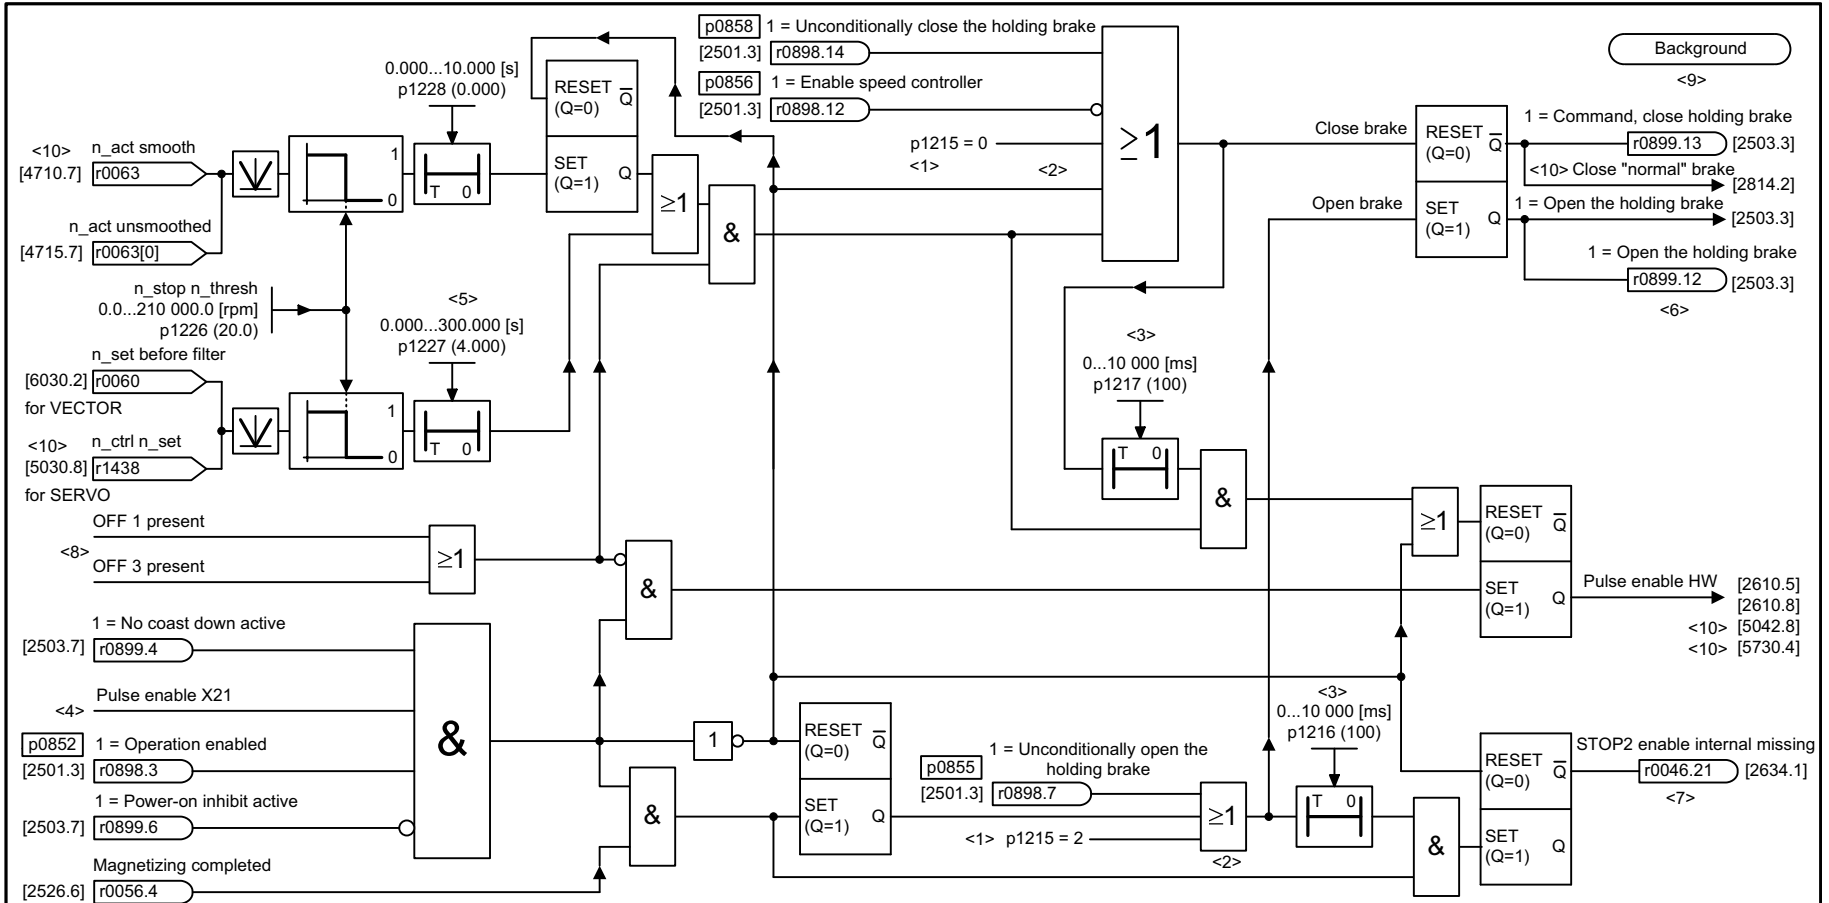 p0858 1 = Unconditionally close the holding brake
[2501.3] r0898.14
p0856 1 = Enable speed controller
[2501.3] r0898.12
p1215 = 0
<1>
<2>
≥1
Background
<9>
0.000...10.000 [s]
p1228 (0.000)
RESET
(Q=0)
Q̅
SET
(Q=1)
Q
<10> n_act smooth
[4710.7] r0063
1
0
T 0
≥1
&
n_act unsmoothed
[4715.7] r0063[0]
n_stop n_thresh
0.0...210 000.0 [rpm]
p1226 (20.0)
<5>
0.000...300.000 [s]
p1227 (4.000)
n_set before filter
[6030.2] r0060
for VECTOR
<10> n_ctrl n_set
[5030.8] r1438
for SERVO
1
0
T 0
Close brake
Open brake
RESET
(Q=0)
Q̅
SET
(Q=1)
Q
1 = Command, close holding brake
r0899.13 [2503.3]
<10> Close "normal" brake
[2814.2]
1 = Open the holding brake
[2503.3]
1 = Open the holding brake
r0899.12 [2503.3]
<6>
<3>
0...10 000 [ms]
p1217 (100)
T 0
&
≥1
RESET
(Q=0)
Q̅
SET
(Q=1)
Q
Pulse enable HW
[2610.5]
[2610.8]
<10> [5042.8]
<10> [5730.4]
OFF 1 present
<8>
OFF 3 present
≥1
&
1 = No coast down active
[2503.7] r0899.4
Pulse enable X21
<4>
p0852 1 = Operation enabled
[2501.3] r0898.3
1 = Power-on inhibit active
[2503.7] r0899.6
Magnetizing completed
[2526.6] r0056.4
&
1
&
RESET
(Q=0)
Q̅
SET
(Q=1)
Q
p0855
1 = Unconditionally open the
holding brake
[2501.3] r0898.7
<1> p1215 = 2
≥1
<2>
<3>
0...10 000 [ms]
p1216 (100)
T 0
&
RESET
(Q=0)
Q̅
SET
(Q=1)
Q
STOP2 enable internal missing
r0046.21 [2634.1]
<7>